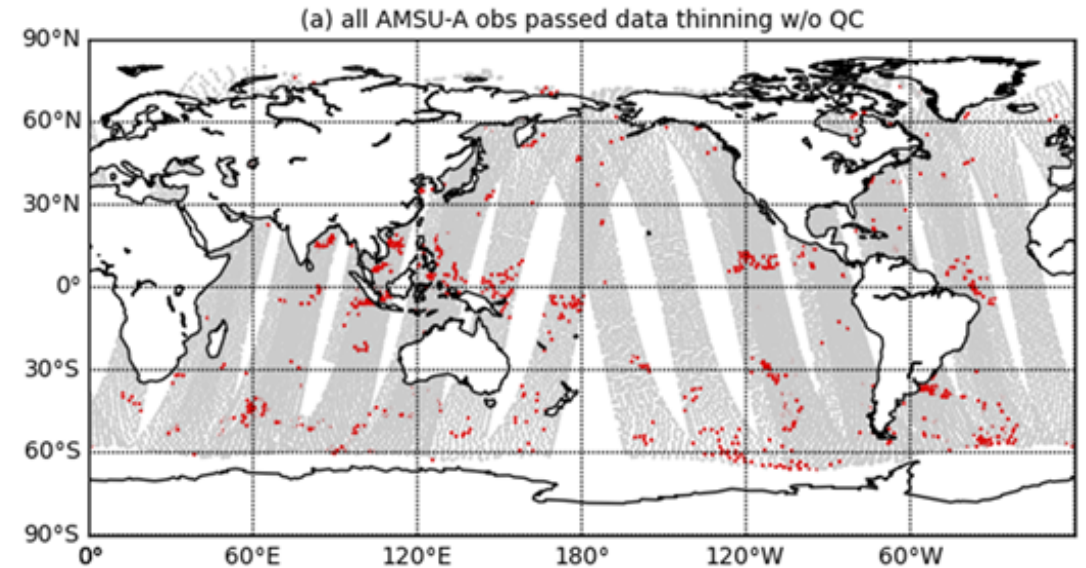 (a) all AMSU-A obs passed data thinning w/o QC
90°N
60°N
30°N
0°
30°S
60°S
90°S
0° 60°E 120°E 180° 120°W 60°W